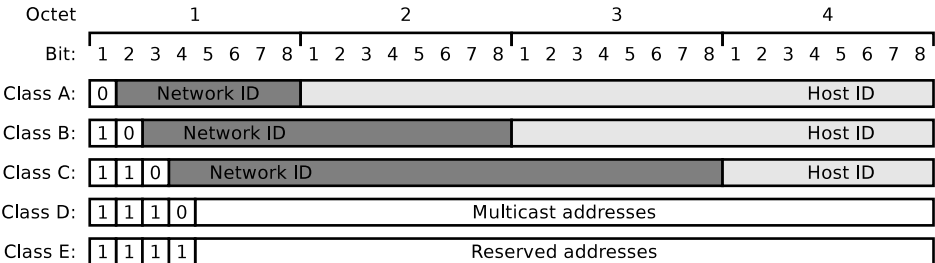 Octet 1 2 3 4
Bit: 1 2 3 4 5 6 7 8 1 2 3 4 5 6 7 8 1 2 3 4 5 6 7 8 1 2 3 4 5 6 7 8
Class A: 0 Network ID Host ID
Class B: 1 0 Network ID Host ID
Class C: 1 1 0 Network ID Host ID
Class D: 1 1 1 0 Multicast addresses
Class E: 1 1 1 1 Reserved addresses